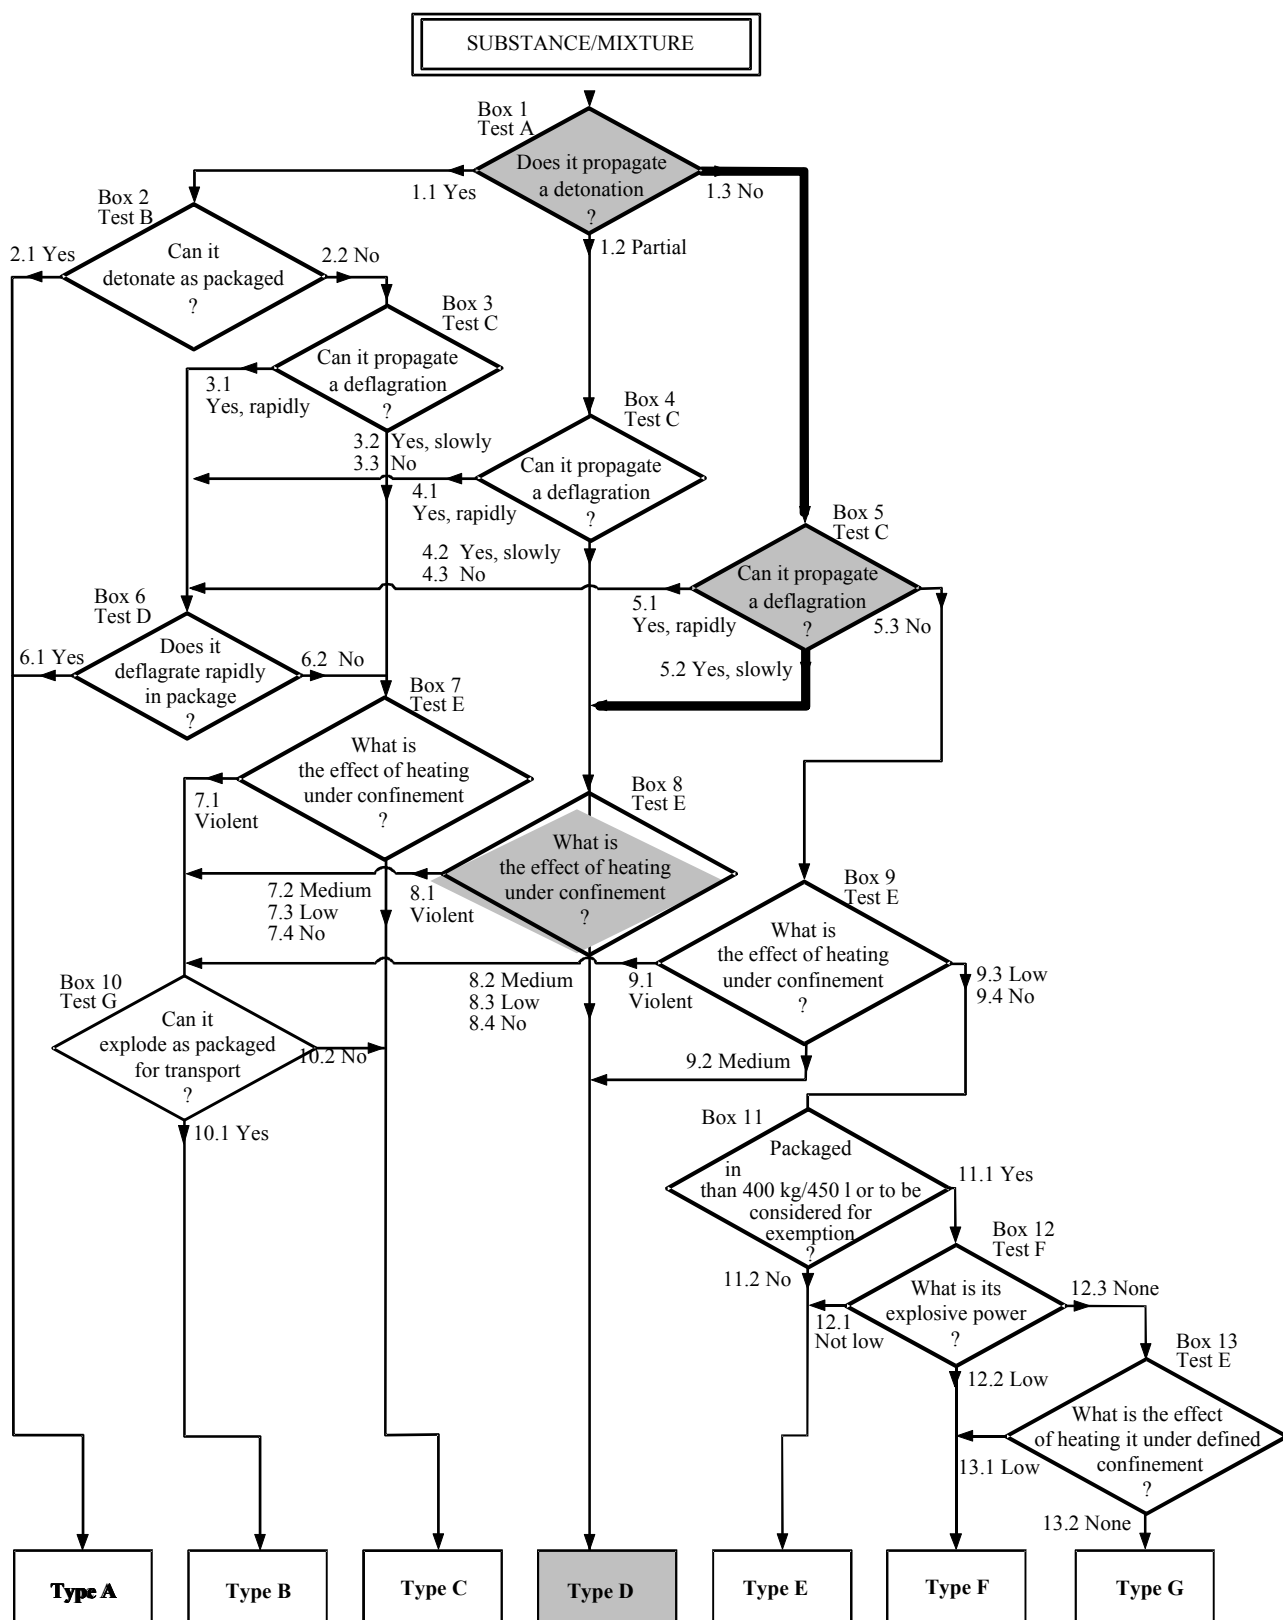 SUBSTANCE/MIXTURE
Box 1
Test A
Does it propagate
a detonation
?
1.1 Yes
1.3 No
1.2 Partial
Box 2
Test B
Can it
detonate as packaged
?
2.1 Yes
2.2 No
Box 3
Test C
Can it propagate
a deflagration
?
3.1
Yes, rapidly
3.2 Yes, slowly
3.3 No
Box 4
Test C
Can it propagate
a deflagration
?
4.1
Yes, rapidly
4.2 Yes, slowly
4.3 No
Box 5
Test C
Can it propagate
a deflagration
?
5.1
Yes, rapidly
5.3 No
5.2 Yes, slowly
Box 6
Test D
Does it
deflagrate rapidly
in package
?
6.1 Yes
6.2 No
Box 7
Test E
What is
the effect of heating
under confinement
?
7.1
Violent
7.2 Medium
7.3 Low
7.4 No
Box 8
Test E
What is
the effect of heating
under confinement
?
8.1
Violent
8.2 Medium
8.3 Low
8.4 No
Box 9
Test E
What is
the effect of heating
under confinement
?
9.1
Violent
9.3 Low
9.4 No
9.2 Medium
Box 10
Test G
Can it
explode as packaged
for transport
?
10.2 No
10.1 Yes
Box 11
Packaged
in
than 400 kg/450 l or to be
considered for
exemption
?
11.1 Yes
11.2 No
Box 12
Test F
What is its
explosive power
?
12.1
Not low
12.3 None
12.2 Low
Box 13
Test E
What is the effect
of heating it under defined
confinement
?
13.1 Low
13.2 None
Type A
Type B
Type C
Type D
Type E
Type F
Type G